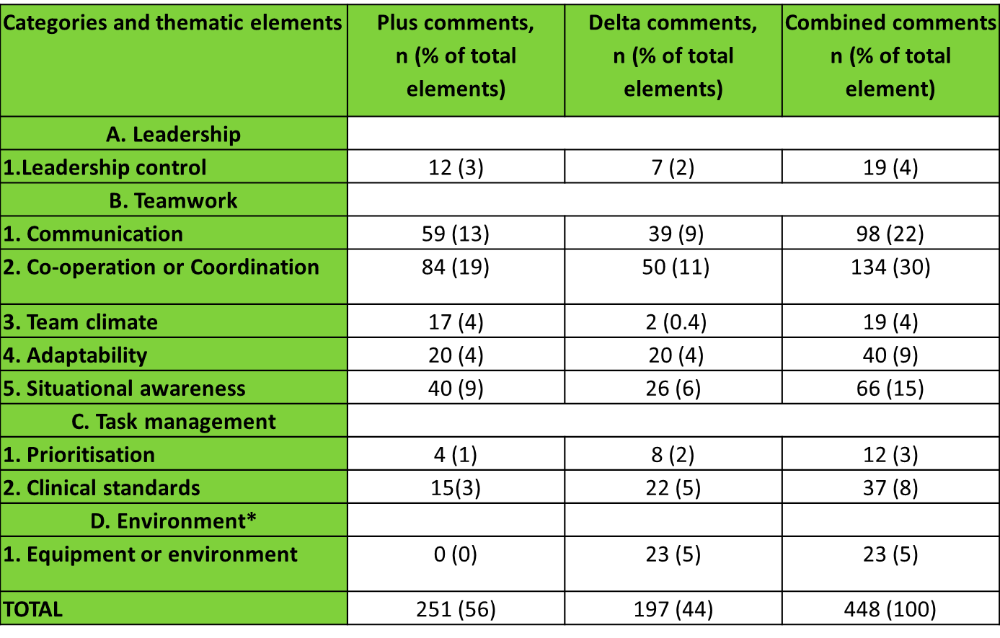 Categories and thematic elements
Plus comments,
n (% of total
elements)
Delta comments,
n (% of total
elements)
Combined comments
n (% of total
element)
A. Leadership
1.Leadership control 12 (3) 7 (2) 19 (4)
B. Teamwork
1. Communication 59 (13) 39 (9) 98 (22)
2. Co-operation or Coordination 84 (19) 50 (11) 134 (30)
3. Team climate 17 (4) 2 (0.4) 19 (4)
4. Adaptability 20 (4) 20 (4) 40 (9)
5. Situational awareness 40 (9) 26 (6) 66 (15)
C. Task management
1. Prioritisation 4 (1) 8 (2) 12 (3)
2. Clinical standards 15(3) 22 (5) 37 (8)
D. Environment*
1. Equipment or environment 0 (0) 23 (5) 23 (5)
TOTAL 251 (56) 197 (44) 448 (100)